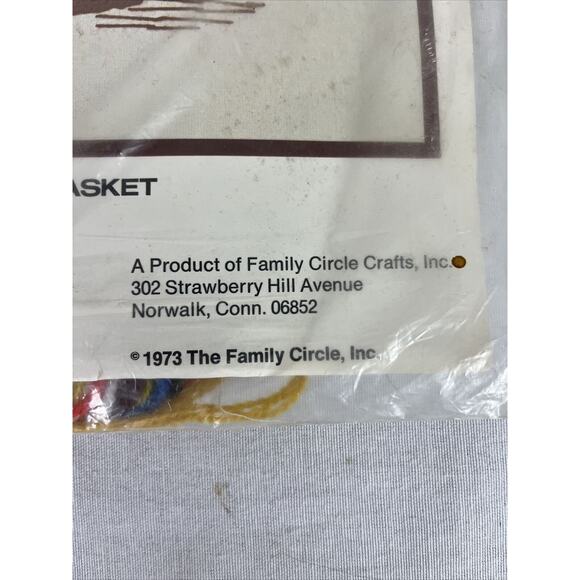 ASKET
A Product of Family Circle Crafts, Inc.
302 Strawberry Hill Avenue
Norwalk, Conn. 06852
© 1973 The Family Circle, Inc.